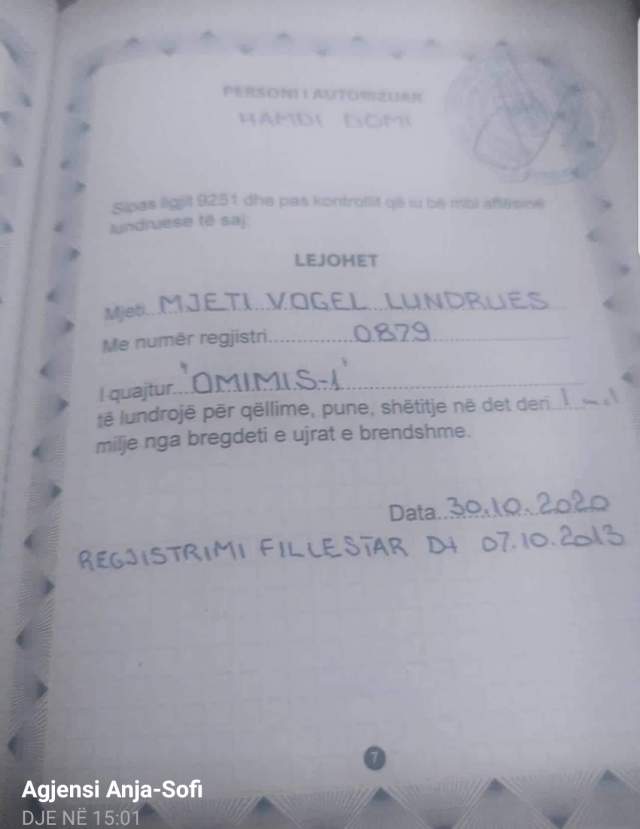 PERSONI I AUTORIZUAR
HAMDI DOMI
Sipas ligjit 9251 dhe pas kontrollit që iu bë mbi aftësinë
lundruese të saj:
LEJOHET
Mjeti MJETI VOGEL LUNDRUES
Me numër regjistri 0879
I quajtur 'OMIMIS-1'
të lundrojë për qëllime, pune, shëtitje në det deri 1
milje nga bregdeti e ujrat e brendshme.
Data 30.10.2020
REGJISTRIMI FILLESTAR Dt 07.10.2013
7
Agjensi Anja-Sofi
DJE NË 15:01